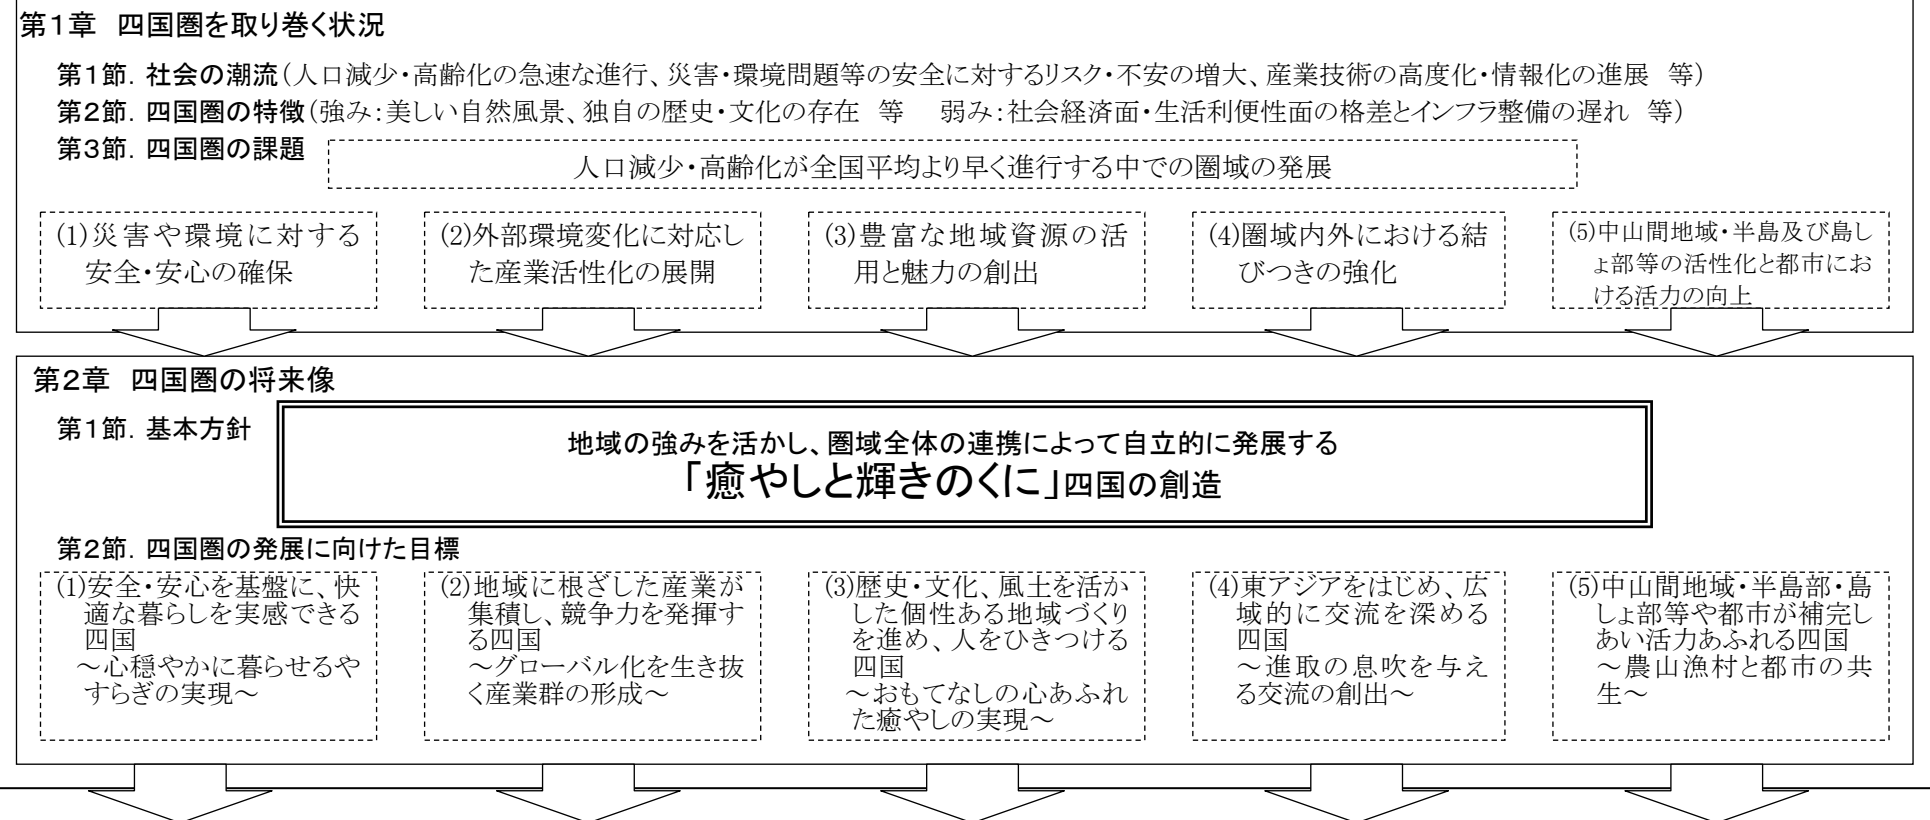 第1章　四国圏を取り巻く状況
第1節．社会の潮流（人口減少・高齢化の急速な進行、災害・環境問題等の安全に対するリスク・不安の増大、産業技術の高度化・情報化の進展　等）
第2節．四国圏の特徴（強み：美しい自然風景、独自の歴史・文化の存在　等　　弱み：社会経済面・生活利便性面の格差とインフラ整備の遅れ　等）
第3節．四国圏の課題
人口減少・高齢化が全国平均より早く進行する中での圏域の発展
(1)災害や環境に対する
安全・安心の確保
(2)外部環境変化に対応し
た産業活性化の展開
(3)豊富な地域資源の活
用と魅力の創出
(4)圏域内外における結
びつきの強化
(5)中山間地域・半島及び島し
ょ部等の活性化と都市にお
ける活力の向上
第2章　四国圏の将来像
第1節．基本方針
地域の強みを活かし、圏域全体の連携によって自立的に発展する
「癒やしと輝きのくに」四国の創造
第2節．四国圏の発展に向けた目標
(1)安全・安心を基盤に、快
適な暮らしを実感できる
四国
～心穏やかに暮らせるや
すらぎの実現～
(2)地域に根ざした産業が
集積し、競争力を発揮す
る四国
～グローバル化を生き抜
く産業群の形成～
(3)歴史・文化、風土を活か
した個性ある地域づくり
を進め、人をひきつける
四国
～おもてなしの心あふれ
た癒やしの実現～
(4)東アジアをはじめ、広
域的に交流を深める
四国
～進取の息吹を与え
る交流の創出～
(5)中山間地域・半島部・島
しょ部等や都市が補完し
あい活力あふれる四国
～農山漁村と都市の共
生～